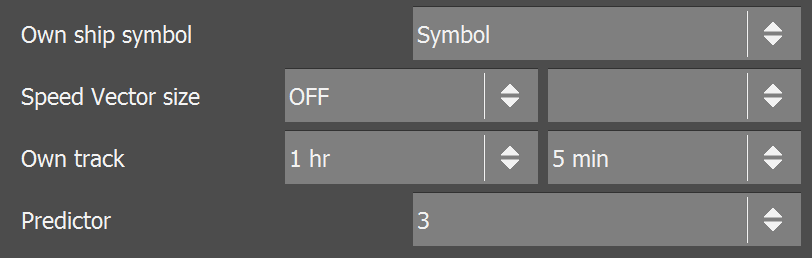 Own ship symbol Symbol
Speed Vector size OFF
Own track 1 hr 5 min
Predictor 3